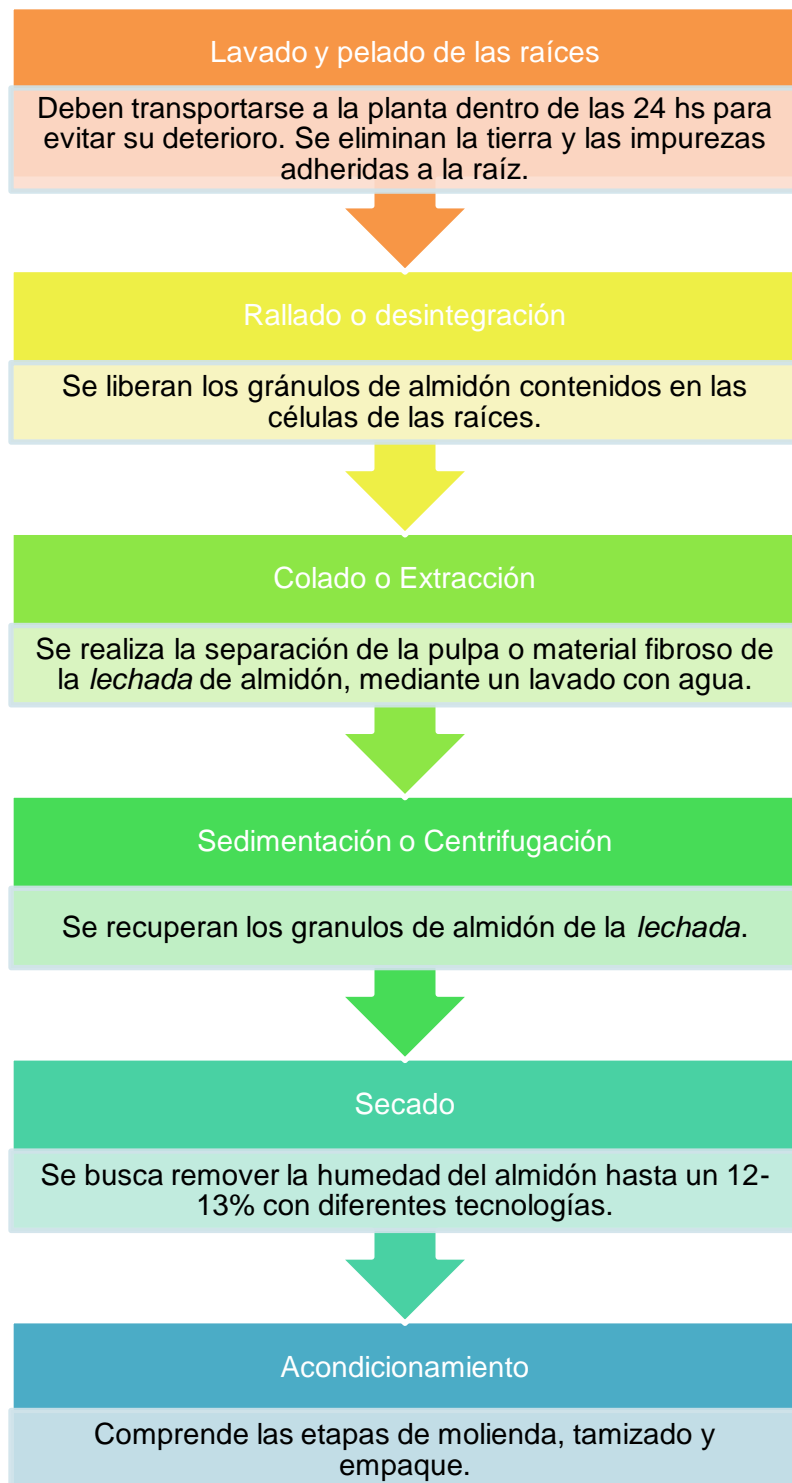 Lavado y pelado de las raíces
Deben transportarse a la planta dentro de las 24 hs para
evitar su deterioro. Se eliminan la tierra y las impurezas
adheridas a la raíz.
Rallado o desintegración
Se liberan los gránulos de almidón contenidos en las
células de las raíces.
Colado o Extracción
Se realiza la separación de la pulpa o material fibroso de
la lechada de almidón, mediante un lavado con agua.
Sedimentación o Centrifugación
Se recuperan los granulos de almidón de la lechada.
Secado
Se busca remover la humedad del almidón hasta un 12-
13% con diferentes tecnologías.
Acondicionamiento
Comprende las etapas de molienda, tamizado y
empaque.